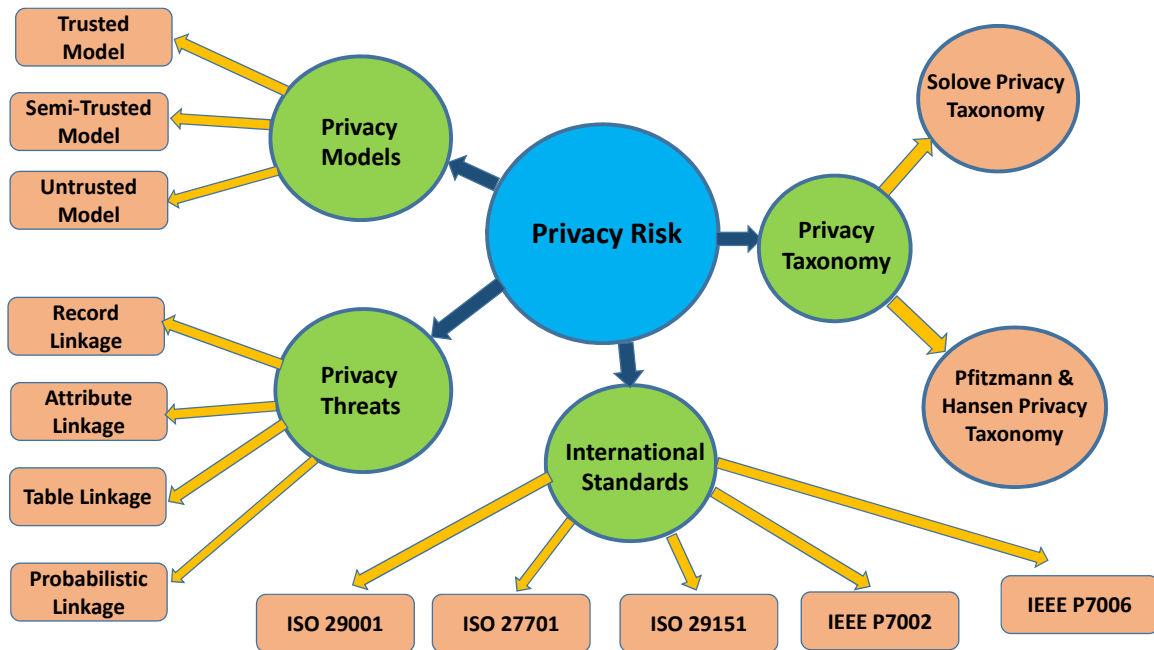 Trusted
Model
Semi-Trusted
Model
Untrusted
Model
Privacy
Models
Privacy Risk
Solove Privacy
Taxonomy
Privacy
Taxonomy
Pfitzmann &
Hansen Privacy
Taxonomy
Record
Linkage
Attribute
Linkage
Table Linkage
Probabilistic
Linkage
Privacy
Threats
International
Standards
ISO 29001
ISO 27701
ISO 29151
IEEE P7002
IEEE P7006